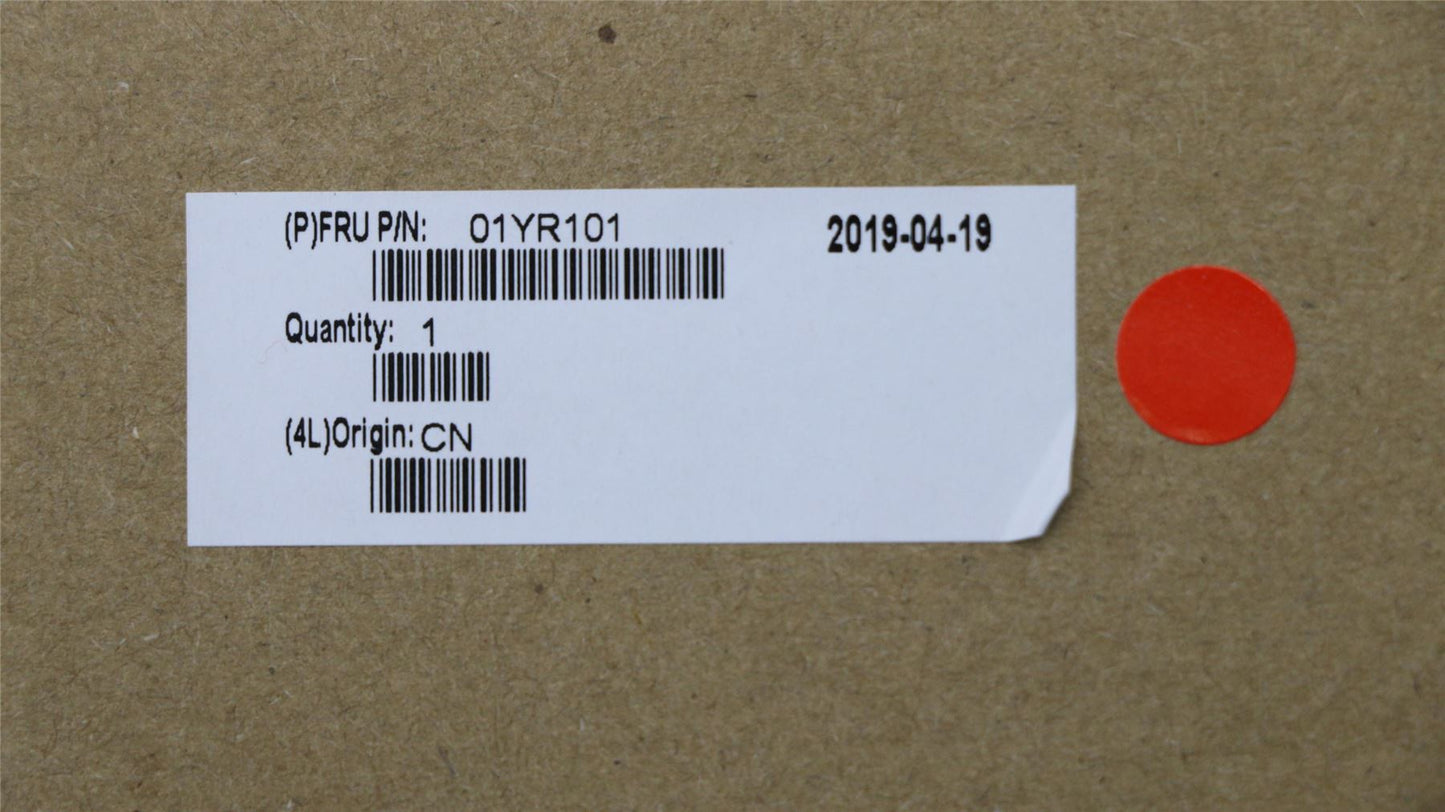 (P)FRU P/N: 01YR101 2019-04-19
Quantity: 1
(4L)Origin: CN